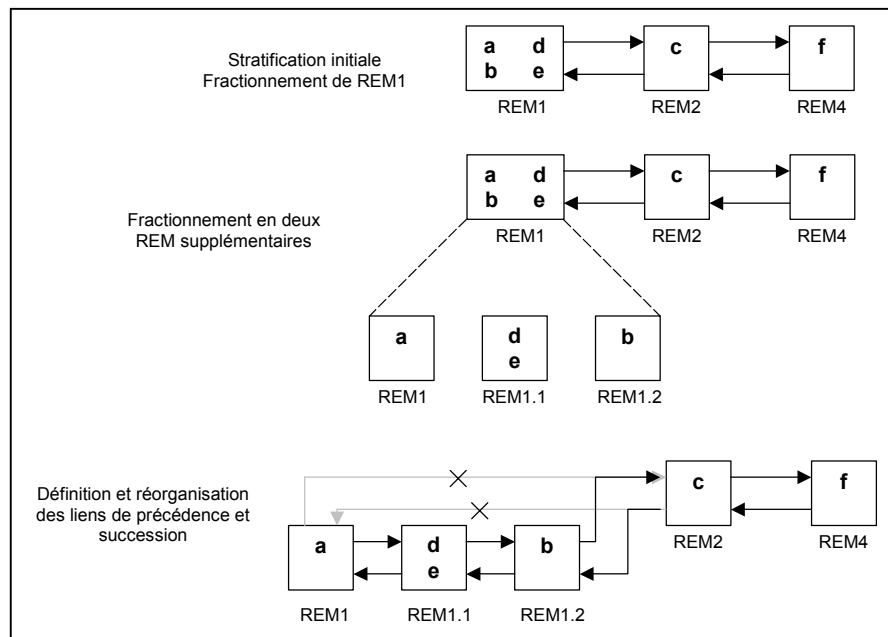 Stratification initiale
Fractionnement de REM1
a d
b e
c
f
REM1
REM2
REM4
Fractionnement en deux
REM supplémentaires
a d
b e
c
f
REM1
REM2
REM4
a
d
e
b
REM1
REM1.1
REM1.2
Définition et réorganisation
des liens de précédence et
succession
c
f
REM2
REM4
a
d
e
b
REM1
REM1.1
REM1.2